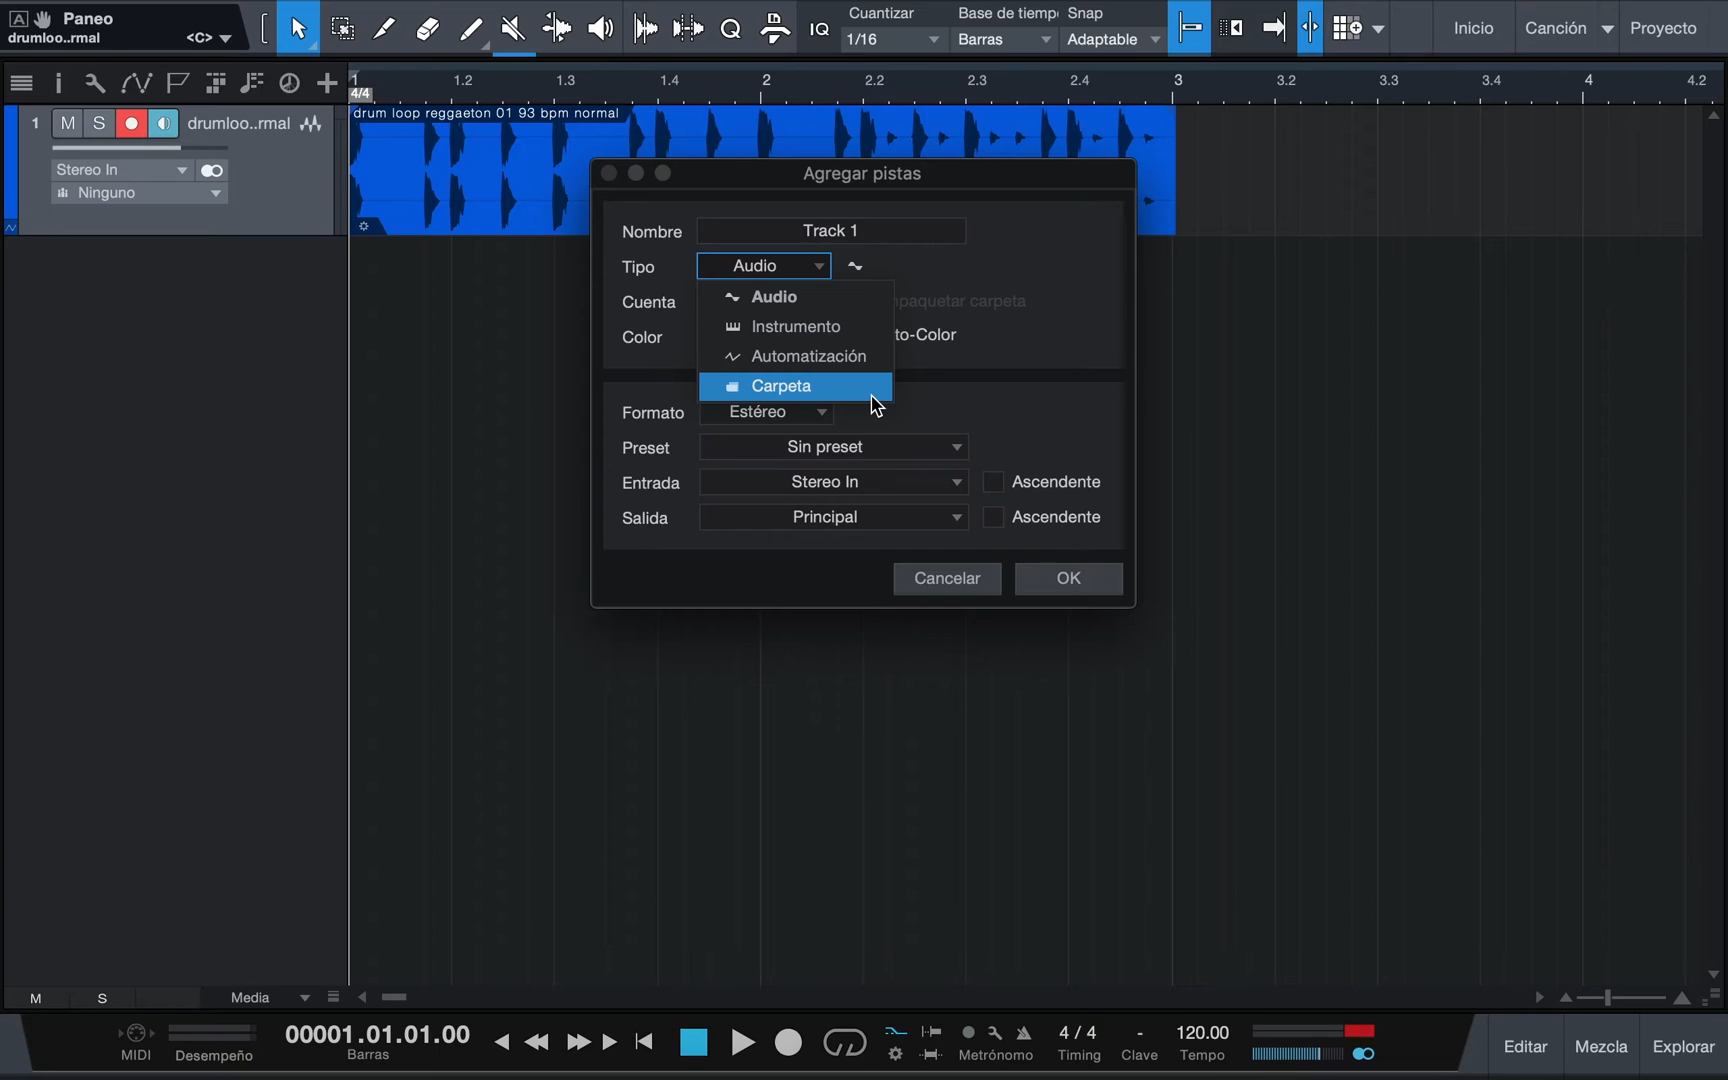 A Paneo
drumloo..rmal <C>
IQ
Cuantizar
1/16
Base de tiemp
Barras
Snap
Adaptable
Inicio
Canción
Proyecto
1 1.2 1.3 1.4 2 2.2 2.3 2.4 3 3.2 3.3 3.4 4 4.2
4/4
1 M S drumloo..rmal
Stereo In
Ninguno
drum loop reggaeton 01 93 bpm normal
Agregar pistas
Nombre Track 1
Tipo Audio
Cuenta paquetar carpeta
Color to-Color
Audio
Instrumento
Automatización
Carpeta
Formato Estéreo
Preset Sin preset
Entrada Stereo In Ascendente
Salida Principal Ascendente
Cancelar OK
M S Media
MIDI
Desempeño
00001.01.01.00
Barras
Metrónomo
4 / 4
Timing
-
Clave
120.00
Tempo
Editar
Mezcla
Explorar